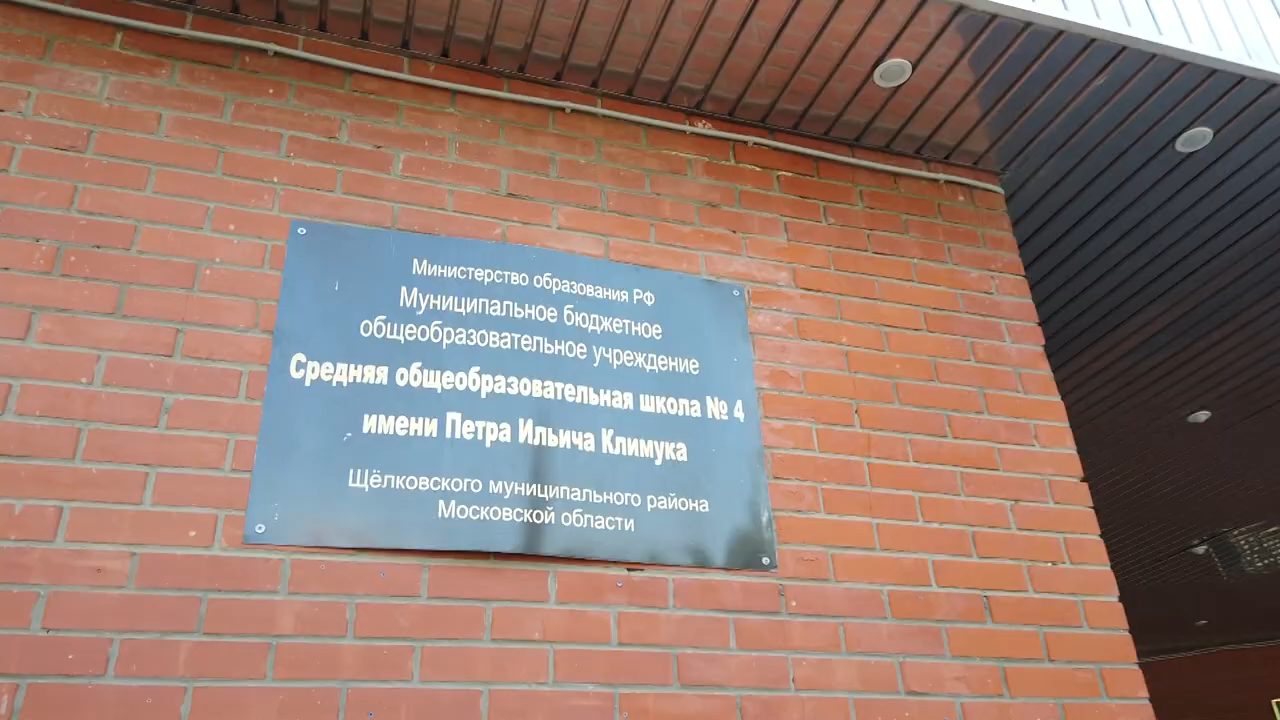 Министерство образования РФ
Муниципальное бюджетное
общеобразовательное учреждение
Средняя общеобразовательная школа № 4
имени Петра Ильича Климука
Щёлковского муниципального района
Московской области